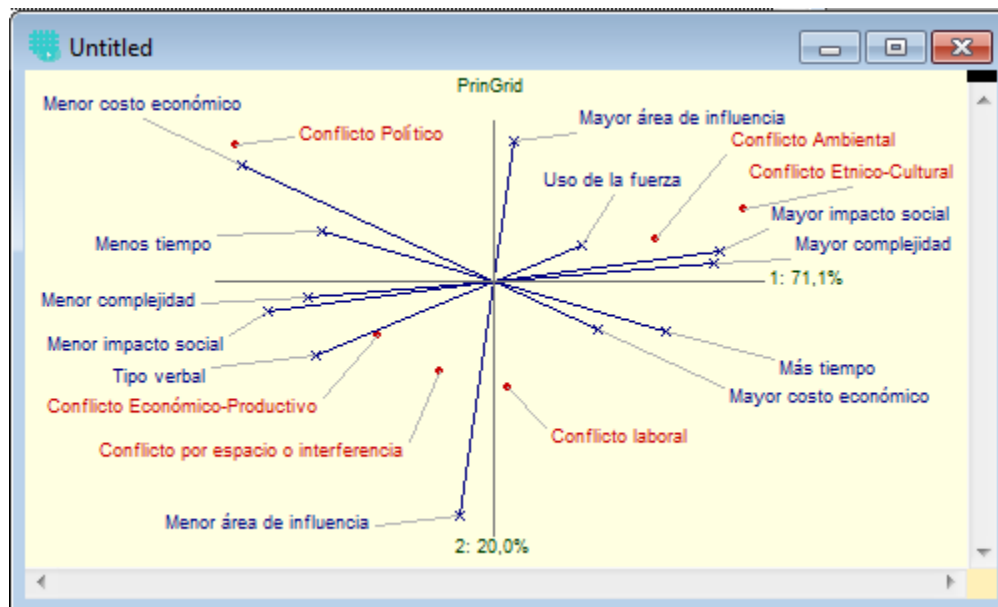 Untitled
PrinGrid
Menor costo económico
Mayor área de influencia
Conflicto Político
Conflicto Ambiental
Conflicto Etnico-Cultural
Uso de la fuerza
Mayor impacto social
Menos tiempo
Mayor complejidad
1: 71,1%
Menor complejidad
Menor impacto social
Más tiempo
Tipo verbal
Mayor costo económico
Conflicto Económico-Productivo
Conflicto laboral
Conflicto por espacio o interferencia
Menor área de influencia
2: 20,0%